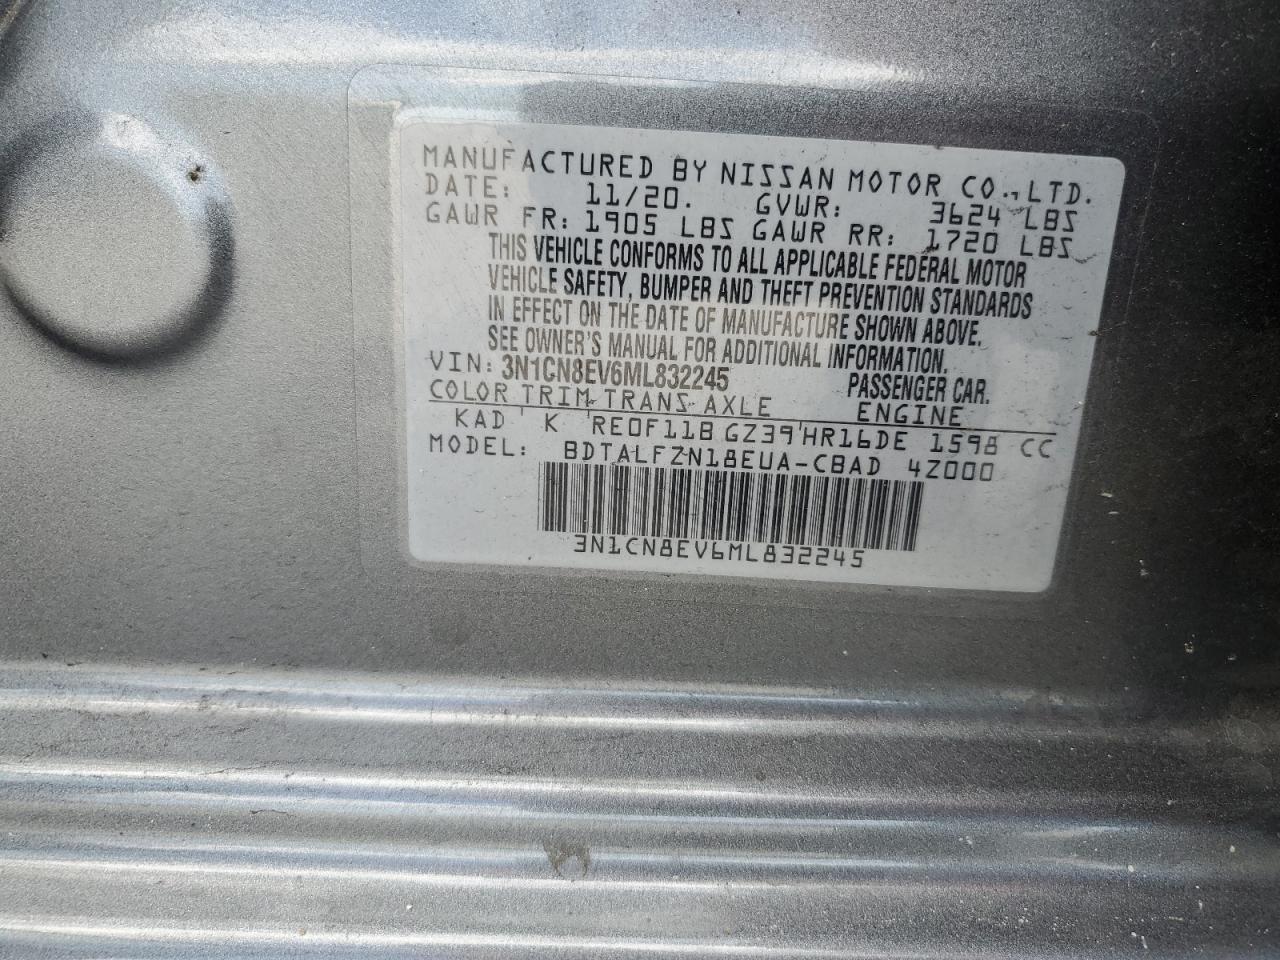 MANUFACTURED BY NISSAN MOTOR CO., LTD.
DATE: 11/20. GVWR: 3624 LBS
GAWR FR: 1905 LBS GAWR RR: 1720 LBS
THIS VEHICLE CONFORMS TO ALL APPLICABLE FEDERAL MOTOR
VEHICLE SAFETY, BUMPER AND THEFT PREVENTION STANDARDS
IN EFFECT ON THE DATE OF MANUFACTURE SHOWN ABOVE.
SEE OWNER'S MANUAL FOR ADDITIONAL INFORMATION.
VIN: 3N1CN8EV6ML832245 PASSENGER CAR.
COLOR TRIM TRANS AXLE ENGINE
KAD K RE0F11B GZ39 HR16DE 1598 CC
MODEL: BDTALFZN18EUA-CBAD 4Z000
3N1CN8EV6ML832245